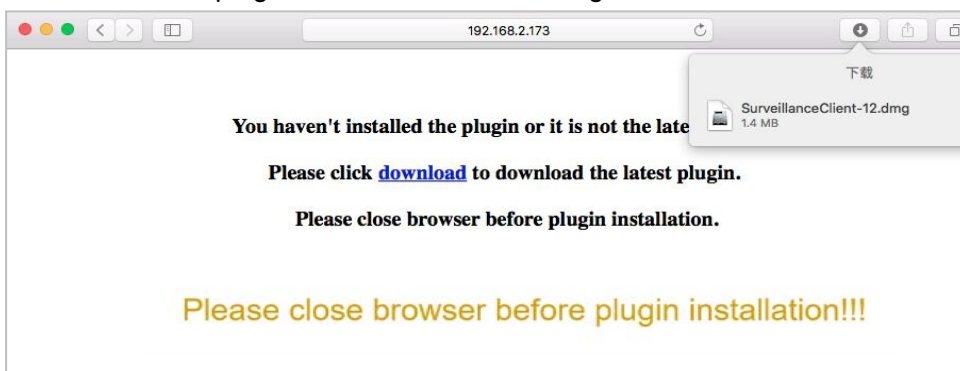 192.168.2.173
下载
SurveillanceClient-12.dmg
1.4 MB
You haven't installed the plugin or it is not the late
Please click download to download the latest plugin.
Please close browser before plugin installation.
Please close browser before plugin installation!!!